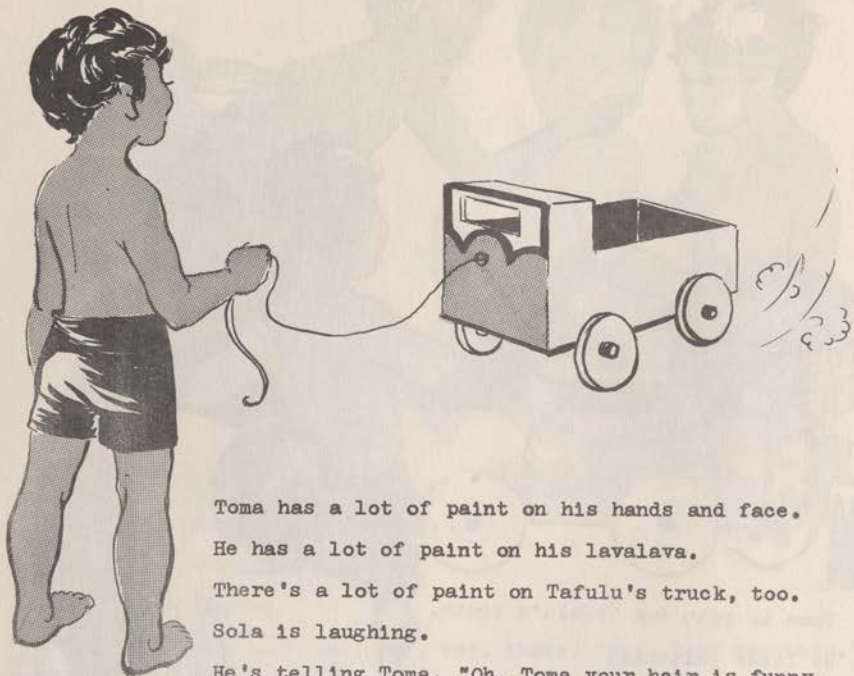 Toma has a lot of paint on his hands and face.
He has a lot of paint on his lavalava.
There's a lot of paint on Tafulu's truck, too.
Sola is laughing.
He's telling Toma, "Oh, Toma your hair is funny